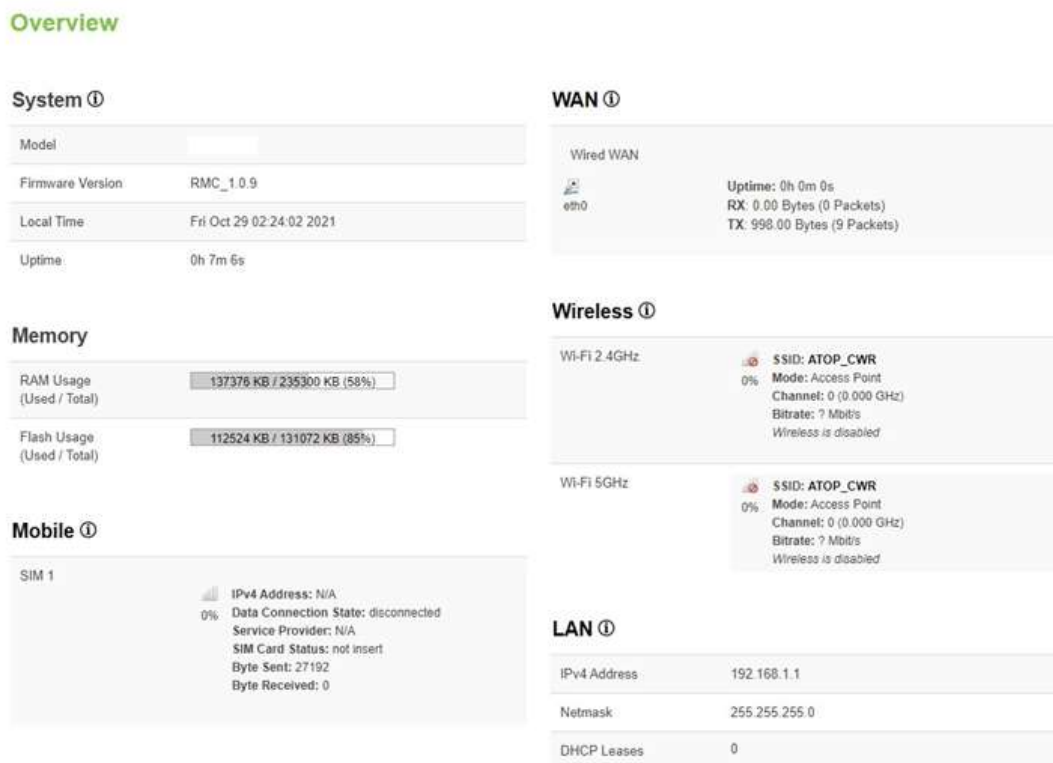 Overview
System ⓘ
Model
Firmware Version RMC_1.0.9
Local Time Fri Oct 29 02:24:02 2021
Uptime 0h 7m 6s
Memory
RAM Usage
(Used / Total)
137376 KB / 235300 KB (58%)
Flash Usage
(Used / Total)
112524 KB / 131072 KB (85%)
Mobile ⓘ
SIM 1
0%
IPv4 Address: N/A
Data Connection State: disconnected
Service Provider: N/A
SIM Card Status: not insert
Byte Sent: 27192
Byte Received: 0
WAN ⓘ
Wired WAN
eth0
Uptime: 0h 0m 0s
RX: 0.00 Bytes (0 Packets)
TX: 998.00 Bytes (9 Packets)
Wireless ⓘ
Wi-Fi 2.4GHz
0%
SSID: ATOP_CWR
Mode: Access Point
Channel: 0 (0.000 GHz)
Bitrate: ? Mbit/s
Wireless is disabled
Wi-Fi 5GHz
0%
SSID: ATOP_CWR
Mode: Access Point
Channel: 0 (0.000 GHz)
Bitrate: ? Mbit/s
Wireless is disabled
LAN ⓘ
IPv4 Address 192.168.1.1
Netmask 255.255.255.0
DHCP Leases 0